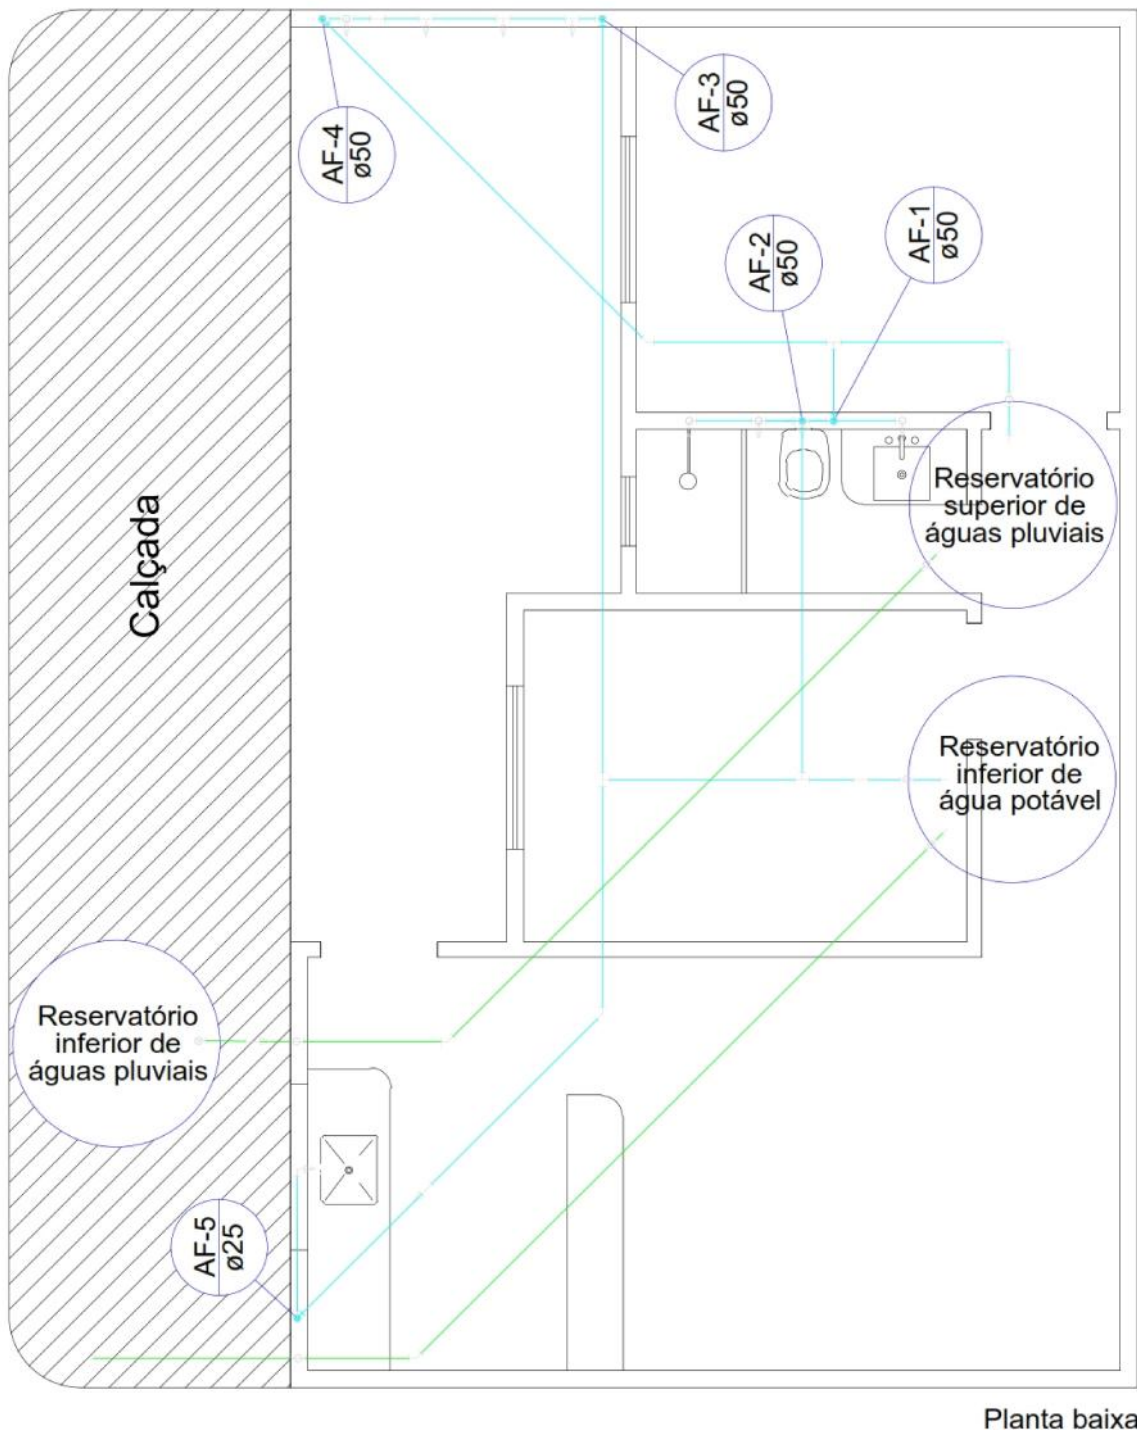 AF-4
ø50
AF-3
ø50
AF-2
ø50
AF-1
ø50
Calçada
Reservatório
superior de
águas pluviais
Reservatório
inferior de
água potável
Reservatório
inferior de
águas pluviais
AF-5
ø25
Planta baixa